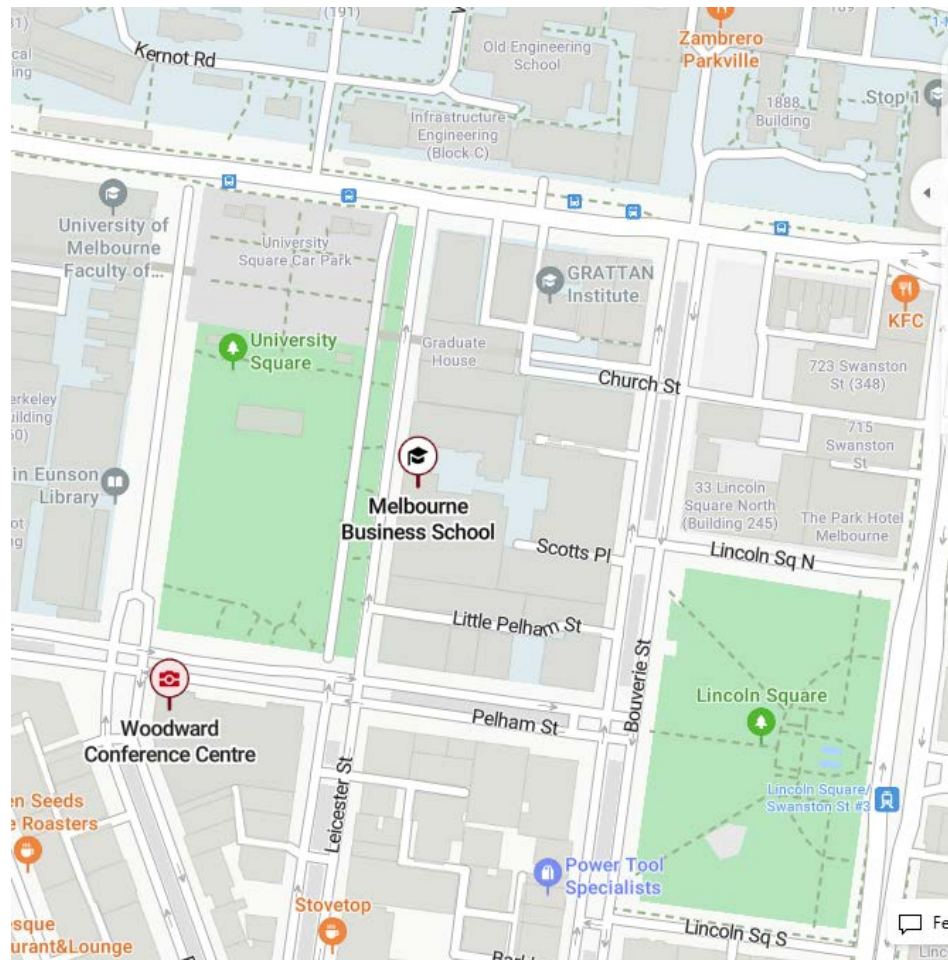 (191)
Kernot Rd
Old Engineering
School
Zambrero
Parkville
Infrastructure
Engineering
(Block C)
1888
Building
Stop 1
University of
Melbourne
Faculty of...
University
Square Car Park
GRATTAN
Institute
KFC
University
Square
Graduate
House
Church St
723 Swanston
St (348)
715
Swanston
St
in Eunson
Library
Melbourne
Business School
33 Lincoln
Square North
(Building 245)
The Park Hotel
Melbourne
Scotts Pl
Lincoln Sq N
Little Pelham St
Bouverie St
Lincoln Square
Pelham St
Woodward
Conference Centre
Leicester St
Lincoln Square/
Swanston St #3
en Seeds
e Roasters
Power Tool
Specialists
Stovetop
esque
urant&Lounge
Lincoln Sq S
Fe